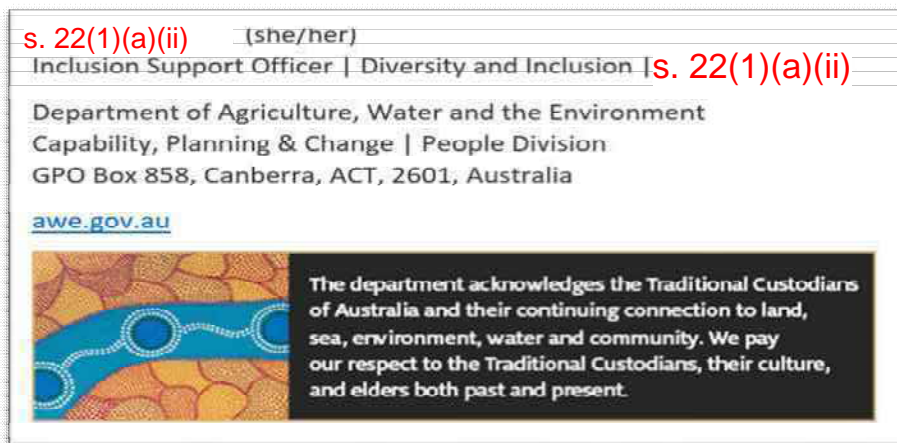 s. 22(1)(a)(ii) (she/her)
Inclusion Support Officer | Diversity and Inclusion | s. 22(1)(a)(ii)
Department of Agriculture, Water and the Environment
Capability, Planning & Change | People Division
GPO Box 858, Canberra, ACT, 2601, Australia
awe.gov.au
The department acknowledges the Traditional Custodians
of Australia and their continuing connection to land,
sea, environment, water and community. We pay
our respect to the Traditional Custodians, their culture,
and elders both past and present.